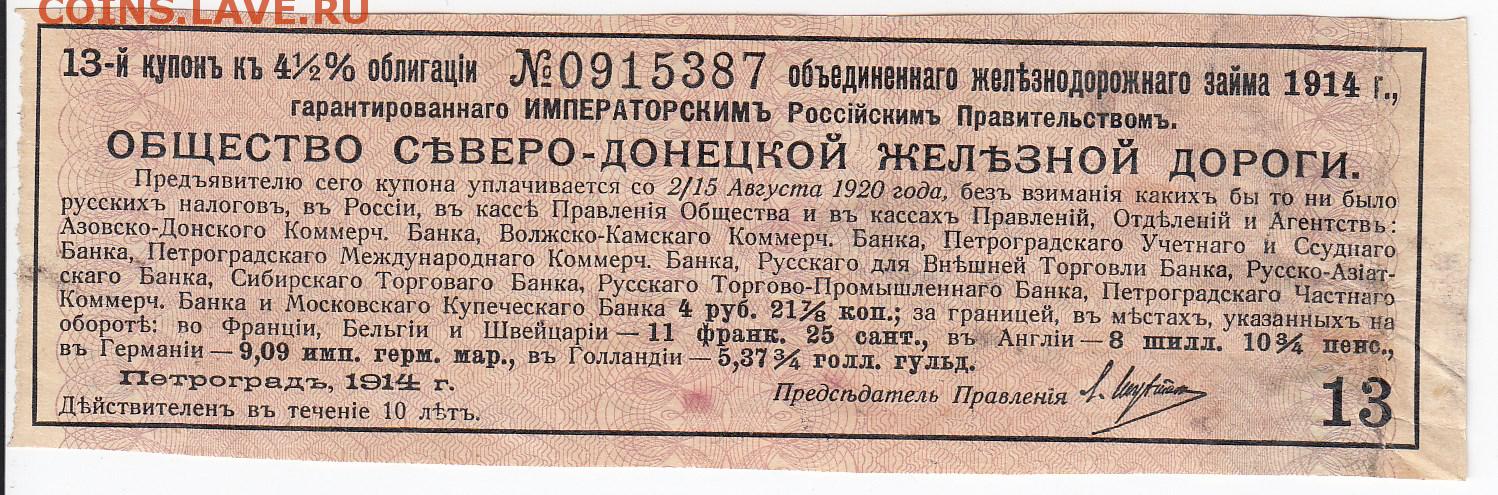 COINS.LAVE.RU
13-й купонъ къ 4½% облигаціи №0915387 объединеннаго желѣзнодорожнаго займа 1914 г.,
гарантированнаго ИМПЕРАТОРСКИМЪ Россійскимъ Правительствомъ.
ОБЩЕСТВО СѢВЕРО-ДОНЕЦКОЙ ЖЕЛѢЗНОЙ ДОРОГИ.
Предъявителю сего купона уплачивается со 2/15 Августа 1920 года, безъ взиманія какихъ бы то ни было
русскихъ налоговъ, въ Россіи, въ кассѣ Правленія Общества и въ кассахъ Правленій, Отдѣленій и Агентствъ:
Азовско-Донского Коммерч. Банка, Волжско-Камскаго Коммерч. Банка, Петроградскаго Учетнаго и Ссуднаго
Банка, Петроградскаго Международнаго Коммерч. Банка, Русскаго для Внѣшней Торговли Банка, Русско-Азіат-
скаго Банка, Сибирскаго Торговаго Банка, Русскаго Торгово-Промышленнаго Банка, Петроградскаго Частнаго
Коммерч. Банка и Московскаго Купеческаго Банка 4 руб. 21⅞ коп.; за границей, въ мѣстахъ, указанныхъ на
оборотѣ: во Франціи, Бельгіи и Швейцаріи — 11 франк. 25 сант., въ Англіи — 8 шилл. 10¾ пенс.,
въ Германіи — 9,09 имп. герм. мар., въ Голландіи — 5,37¾ голл. гульд.
Петроградъ, 1914 г.
Предсѣдатель Правленія
13
Дѣйствителенъ въ теченіе 10 лѣтъ.